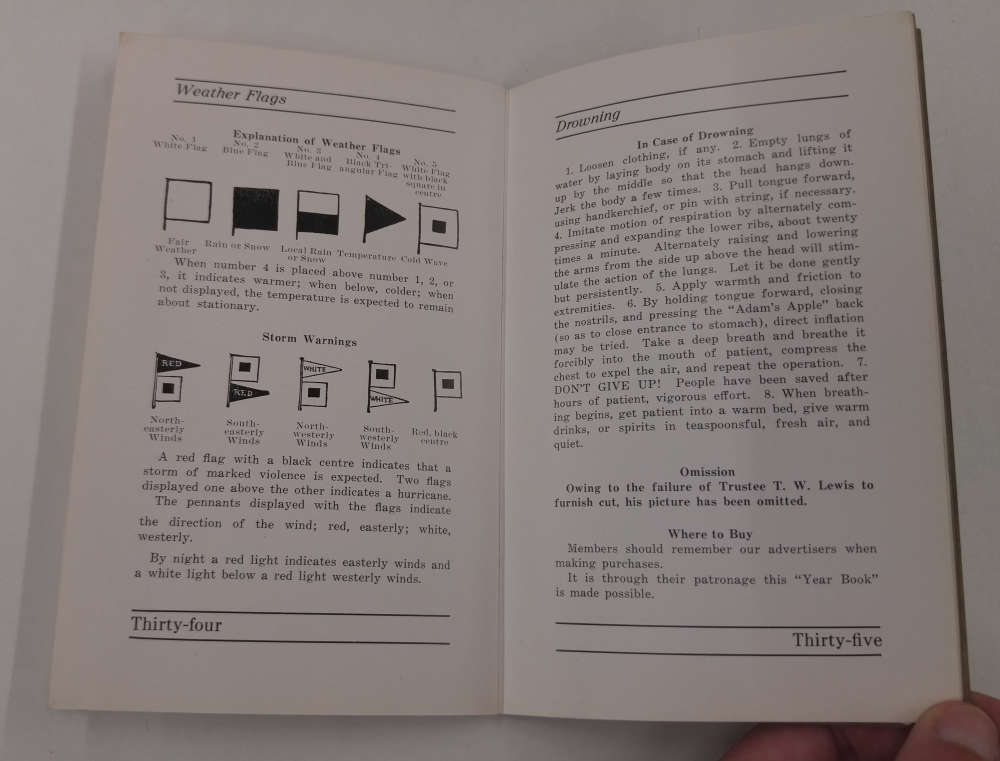 Weather Flags
Explanation of Weather Flags
No. 1
White Flag
No. 2
Blue Flag
No. 3
White and
Blue Flag
No. 4
Black Tri-
angular Flag
No. 5
White Flag
with black
square in
centre
Fair
Weather
Rain or Snow
Local Rain
or Snow
Temperature
Cold Wave
When number 4 is placed above number 1, 2, or
3, it indicates warmer; when below, colder; when
not displayed, the temperature is expected to remain
about stationary.
Storm Warnings
RED
RED
WHITE
WHITE
North-
easterly
Winds
South-
easterly
Winds
North-
westerly
Winds
South-
westerly
Winds
Red, black
centre
A red flag with a black centre indicates that a
storm of marked violence is expected. Two flags
displayed one above the other indicates a hurricane.
The pennants displayed with the flags indicate
the direction of the wind; red, easterly; white,
westerly.
By night a red light indicates easterly winds and
a white light below a red light westerly winds.
Thirty-four
Drowning
In Case of Drowning
1. Loosen clothing, if any. 2. Empty lungs of
water by laying body on its stomach and lifting it
up by the middle so that the head hangs down.
Jerk the body a few times. 3. Pull tongue forward,
using handkerchief, or pin with string, if necessary.
4. Imitate motion of respiration by alternately com-
pressing and expanding the lower ribs, about twenty
times a minute. Alternately raising and lowering
the arms from the side up above the head will stim-
ulate the action of the lungs. Let it be done gently
but persistently. 5. Apply warmth and friction to
extremities. 6. By holding tongue forward, closing
the nostrils, and pressing the "Adam's Apple" back
(so as to close entrance to stomach), direct inflation
may be tried. Take a deep breath and breathe it
forcibly into the mouth of patient, compress the
chest to expel the air, and repeat the operation. 7.
DON'T GIVE UP! People have been saved after
hours of patient, vigorous effort. 8. When breath-
ing begins, get patient into a warm bed, give warm
drinks, or spirits in teaspoonsful, fresh air, and
quiet.
Omission
Owing to the failure of Trustee T. W. Lewis to
furnish cut, his picture has been omitted.
Where to Buy
Members should remember our advertisers when
making purchases.
It is through their patronage this "Year Book"
is made possible.
Thirty-five